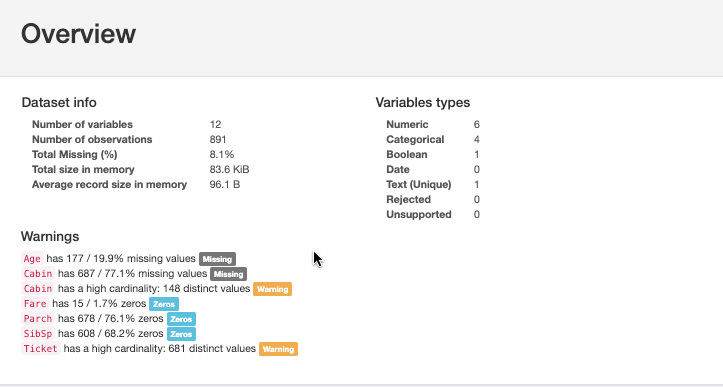 Overview
Dataset info
Number of variables 12
Number of observations 891
Total Missing (%) 8.1%
Total size in memory 83.6 KiB
Average record size in memory 96.1 B
Variables types
Numeric 6
Categorical 4
Boolean 1
Date 0
Text (Unique) 1
Rejected 0
Unsupported 0
Warnings
Age has 177 / 19.9% missing values Missing
Cabin has 687 / 77.1% missing values Missing
Cabin has a high cardinality: 148 distinct values Warning
Fare has 15 / 1.7% zeros Zeros
Parch has 678 / 76.1% zeros Zeros
SibSp has 608 / 68.2% zeros Zeros
Ticket has a high cardinality: 681 distinct values Warning